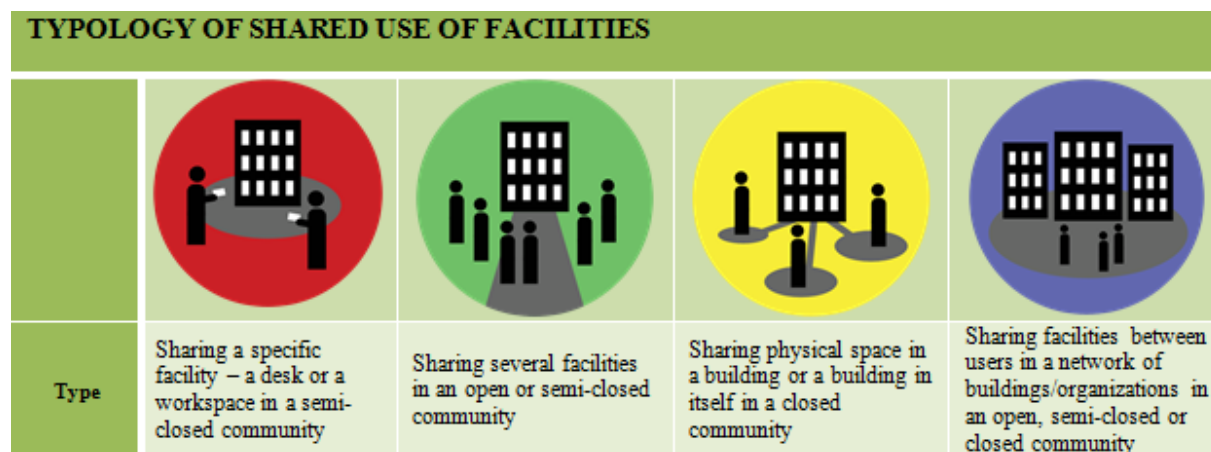 TYPOLOGY OF SHARED USE OF FACILITIES
Type
Sharing a specific
facility – a desk or a
workspace in a semi-
closed community
Sharing several facilities
in an open or semi-closed
community
Sharing physical space in
a building or a building in
itself in a closed
community
Sharing facilities between
users in a network of
buildings/organizations in
an open, semi-closed or
closed community